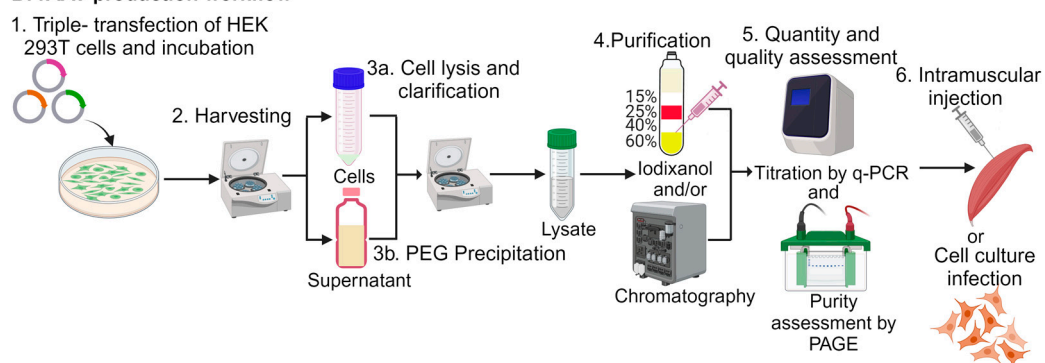 1. Triple- transfection of HEK
293T cells and incubation
2. Harvesting
3a. Cell lysis and
clarification
Cells
Supernatant
3b. PEG Precipitation
Lysate
4.Purification
15%
25%
40%
60%
Iodixanol
and/or
Chromatography
5. Quantity and
quality assessment
Titration by q-PCR
and
Purity
assessment by
PAGE
6. Intramuscular
injection
or
Cell culture
infection